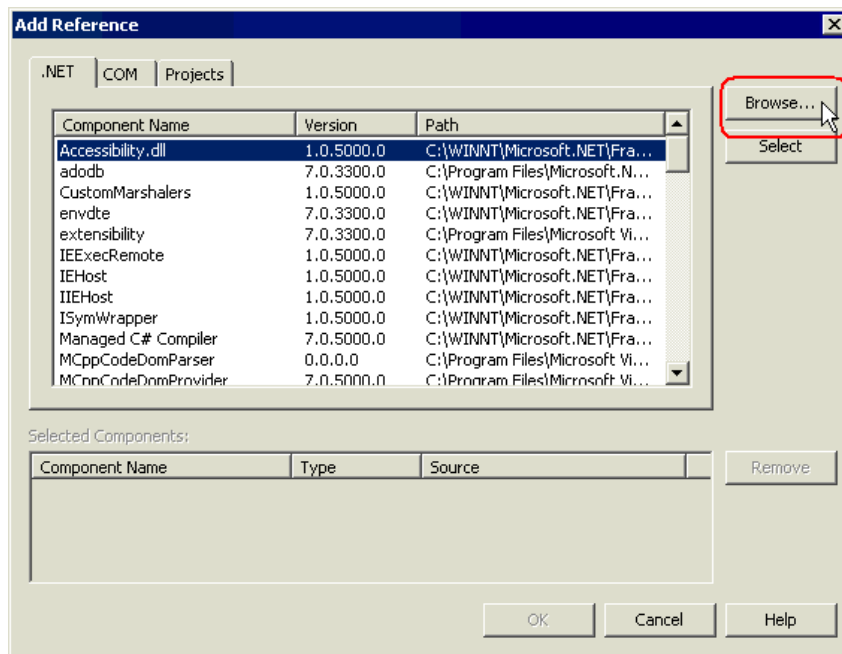 Add Reference
.NET COM Projects
Browse...
Component Name Version Path
Select
Accessibility.dll 1.0.5000.0 C:\WINNT\Microsoft.NET\Fra...
adodb 7.0.3300.0 C:\Program Files\Microsoft.N...
CustomMarshalers 1.0.5000.0 C:\WINNT\Microsoft.NET\Fra...
envdte 7.0.3300.0 C:\WINNT\Microsoft.NET\Fra...
extensibility 7.0.3300.0 C:\Program Files\Microsoft Vi...
IEExecRemote 1.0.5000.0 C:\WINNT\Microsoft.NET\Fra...
IEHost 1.0.5000.0 C:\WINNT\Microsoft.NET\Fra...
IIEHost 1.0.5000.0 C:\WINNT\Microsoft.NET\Fra...
ISymWrapper 1.0.5000.0 C:\WINNT\Microsoft.NET\Fra...
Managed C# Compiler 7.0.5000.0 C:\WINNT\Microsoft.NET\Fra...
MCppCodeDomParser 0.0.0.0 C:\Program Files\Microsoft Vi...
MCppCodeDomProvider 7.0.5000.0 C:\Program Files\Microsoft Vi...
Selected Components:
Component Name Type Source
Remove
OK Cancel Help